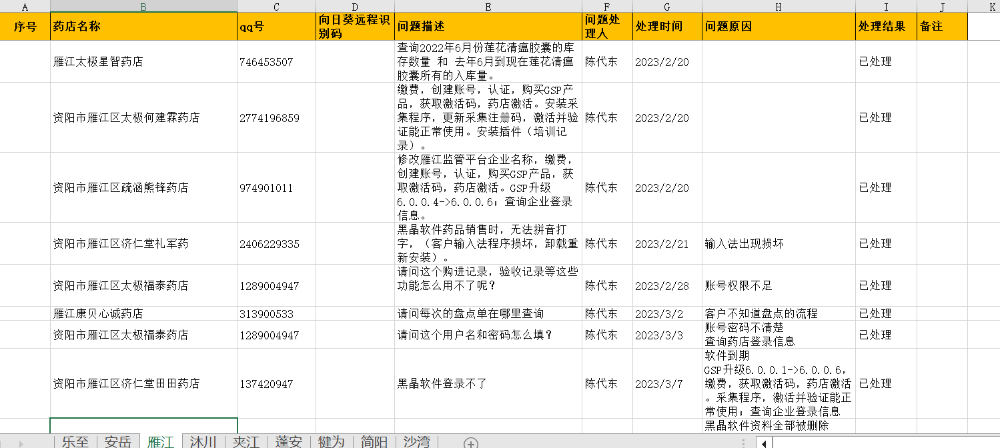 A B C D E F G H I J K
序号 药店名称 qq号 向日葵远程识别码 问题描述 问题处理人 处理时间 问题原因 处理结果 备注
雁江太极星智药店 746453507 查询2022年6月份莲花清瘟胶囊的库存数量 和 去年6月到现在莲花清瘟胶囊所有的入库量。 陈代东 2023/2/20 已处理
资阳市雁江区太极何建霖药店 2774196859 缴费，创建账号，认证，购买GSP产品，获取激活码，药店激活。安装采集程序，更新采集注册码，激活并验证能正常使用。安装插件（培训记录）。 陈代东 2023/2/20 已处理
资阳市雁江区疏涵熊锋药店 974901011 修改雁江监管平台企业名称，缴费，创建账号，认证，购买GSP产品，获取激活码，药店激活。GSP升级6.0.0.4->6.0.0.6；查询企业登录信息。 陈代东 2023/2/20 已处理
资阳市雁江区济仁堂礼军药 2406229335 黑晶软件药品销售时，无法拼音打字，（客户输入法程序损坏，卸载重新安装）。 陈代东 2023/2/21 输入法出现损坏 已处理
资阳市雁江区太极福泰药店 1289004947 请问这个购进记录，验收记录等这些功能怎么用不了呢？ 陈代东 2023/2/28 账号权限不足 已处理
雁江康贝心诚药店 313900533 请问每次的盘点单在哪里查询 陈代东 2023/3/2 客户不知道盘点的流程 已处理
资阳市雁江区太极福泰药店 1289004947 请问这个用户名和密码怎么填？ 陈代东 2023/3/3 账号密码不清楚 查询药店登录信息 已处理
资阳市雁江区济仁堂田田药店 137420947 黑晶软件登录不了 陈代东 2023/3/7 软件到期 GSP升级6.0.0.1->6.0.0.6，缴费，获取激活码，药店激活。采集程序，激活并验证能正常使用；查询企业登录信息 已处理
黑晶软件资料全部被删除
乐至 安岳 雁江 沐川 夹江 蓬安 犍为 简阳 沙湾